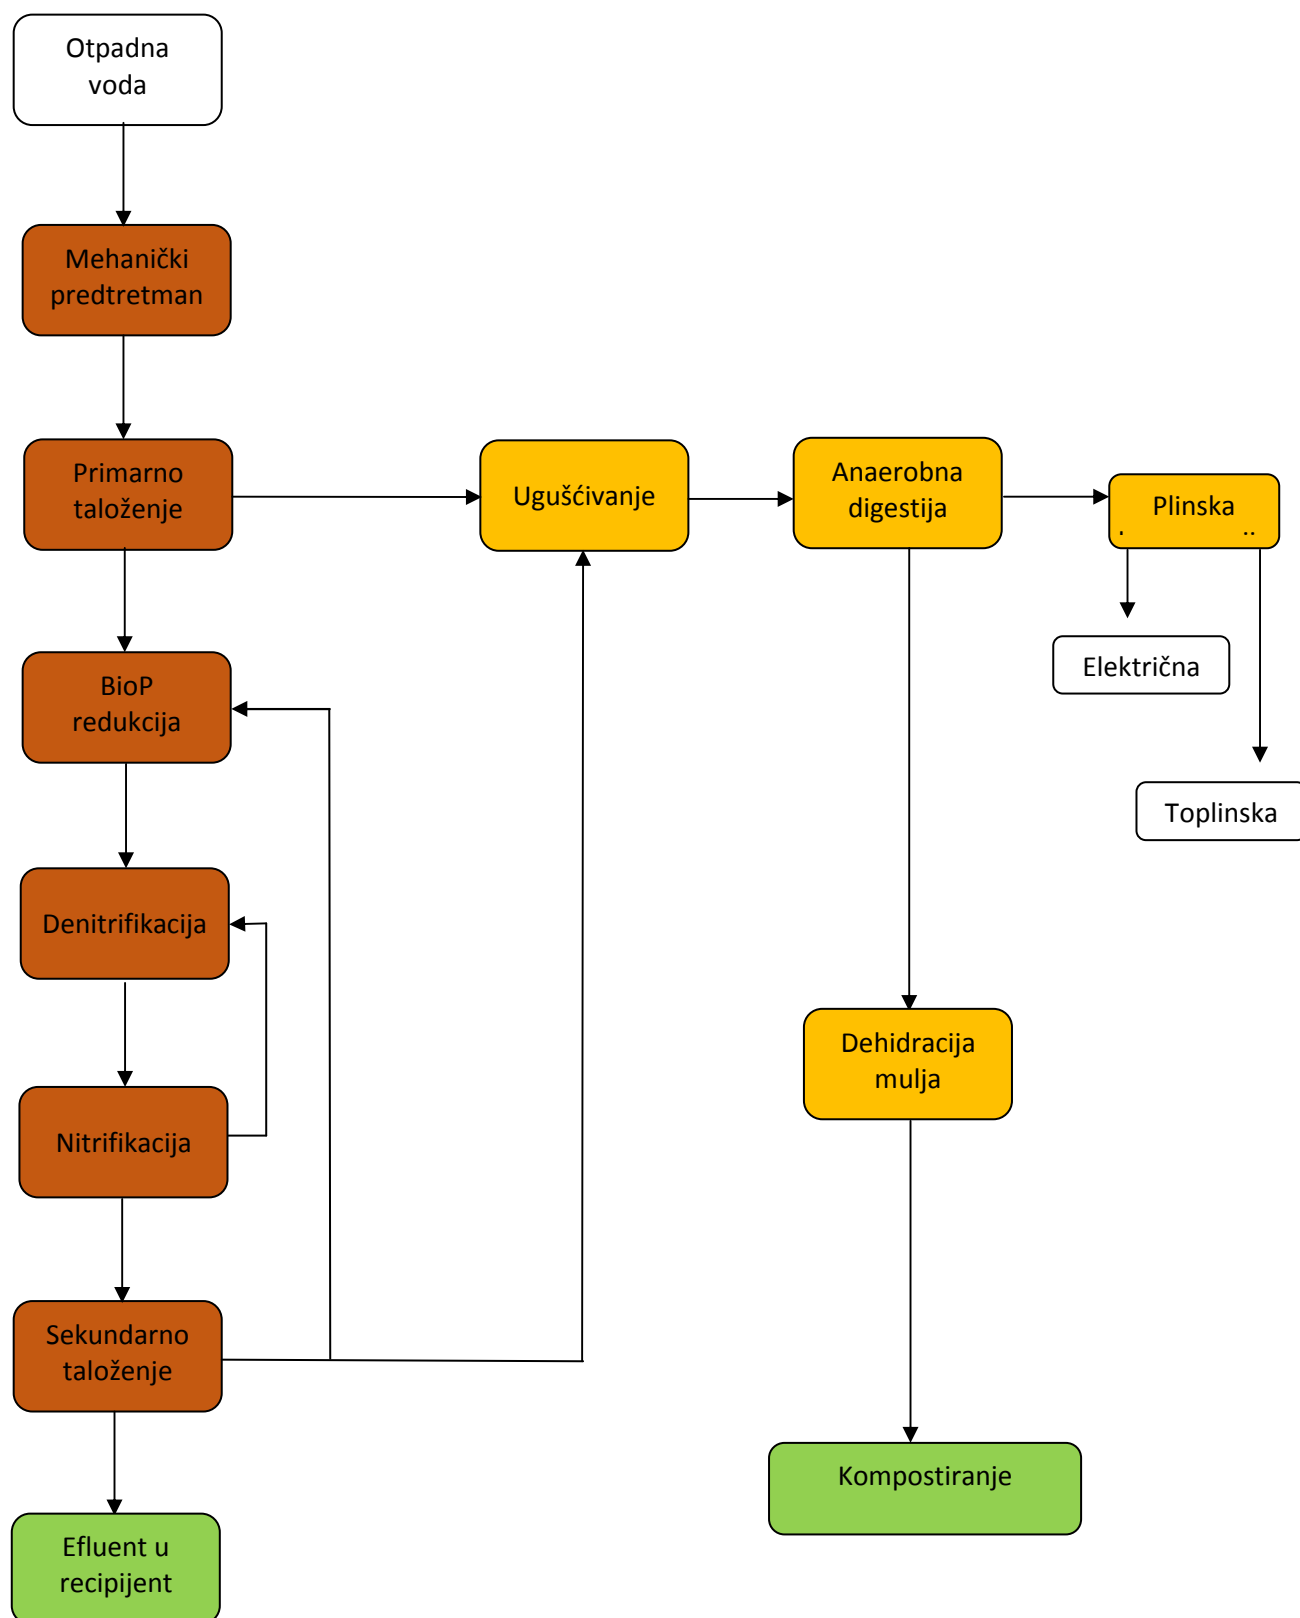 Otpadna
voda
Mehanički
predtretman
Primarno
taloženje
Ugušćivanje
Anaerobna
digestija
Plinska
BioP
redukcija
Električna
Toplinska
Denitrifikacija
Dehidracija
mulja
Nitrifikacija
Sekundarno
taloženje
Kompostiranje
Efluent u
recipijent